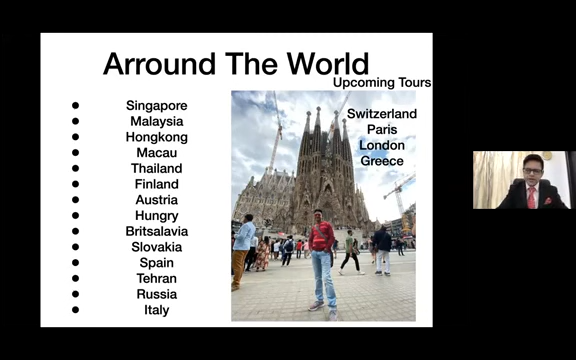 Arround The World
Upcoming Tours
Singapore
Malaysia
Hongkong
Macau
Thailand
Finland
Austria
Hungry
Britsalavia
Slovakia
Spain
Tehran
Russia
Italy
Switzerland
Paris
London
Greece